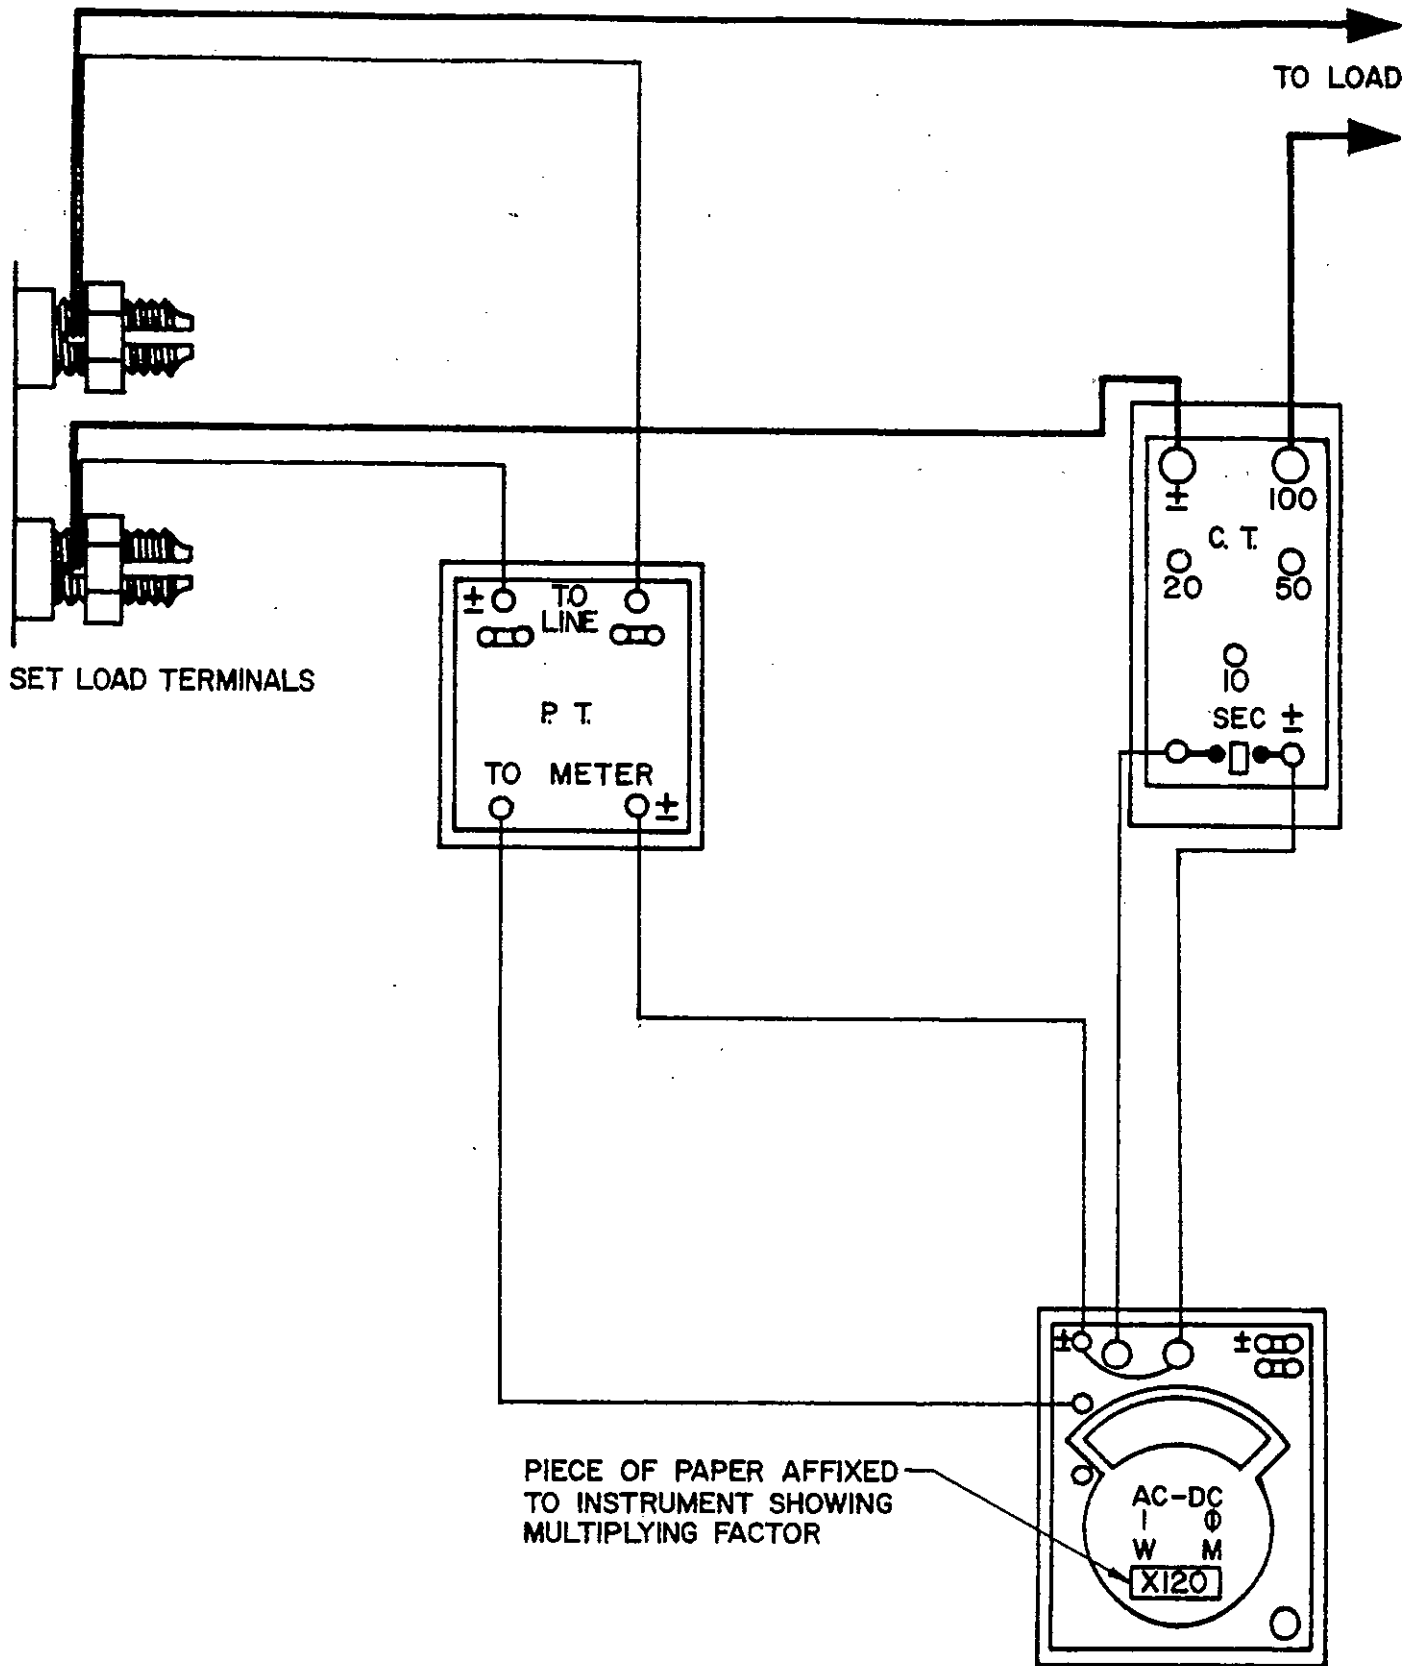 TO LOAD
±
100
C. T.
20
50
10
SEC ±
± TO
LINE
P. T.
TO METER
±
SET LOAD TERMINALS
±
±
PIECE OF PAPER AFFIXED
TO INSTRUMENT SHOWING
MULTIPLYING FACTOR
AC-DC
I Φ
W M
X120